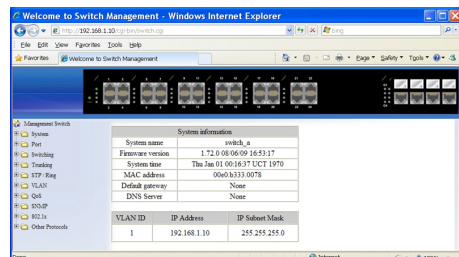 Welcome to Switch Management - Windows Internet Explorer
http://192.168.1.10/cgi-bin/switch.cgi
bing
File Edit View Favorites Tools Help
Favorites Welcome to Switch Management
Page Safety Tools
Management Switch
System
Port
Switching
Trunking
STP / Ring
VLAN
QoS
SNMP
802.1x
Other Protocols
System information
System name switch_a
Firmware version 1.72.0 08/06/09 16:53:17
System time Thu Jan 01 00:16:37 UCT 1970
MAC address 00e0.b333.0078
Default gateway None
DNS Server None
VLAN ID IP Address IP Subnet Mask
1 192.168.1.10 255.255.255.0